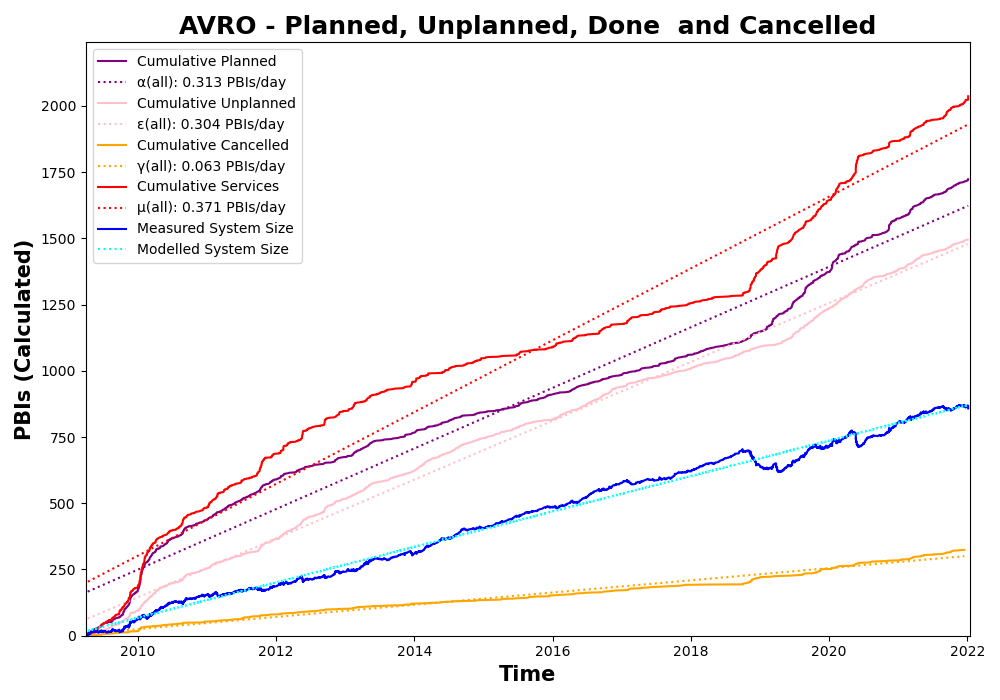 AVRO - Planned, Unplanned, Done  and Cancelled
Cumulative Planned
α(all): 0.313 PBIs/day
Cumulative Unplanned
ε(all): 0.304 PBIs/day
Cumulative Cancelled
γ(all): 0.063 PBIs/day
Cumulative Services
μ(all): 0.371 PBIs/day
Measured System Size
Modelled System Size
PBIs (Calculated)
2000
1750
1500
1250
1000
750
500
250
0
2010 2012 2014 2016 2018 2020 2022
Time